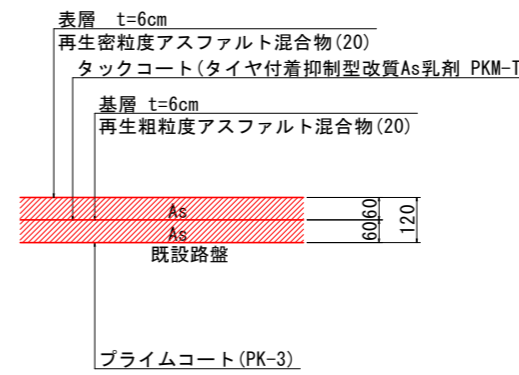 表層 t=6cm
再生密粒度アスファルト混合物(20)
タックコート(タイヤ付着抑制型改質As乳剤 PKM-T
基層 t=6cm
再生粗粒度アスファルト混合物(20)
As
As
60
60
120
既設路盤
プライムコート(PK-3)